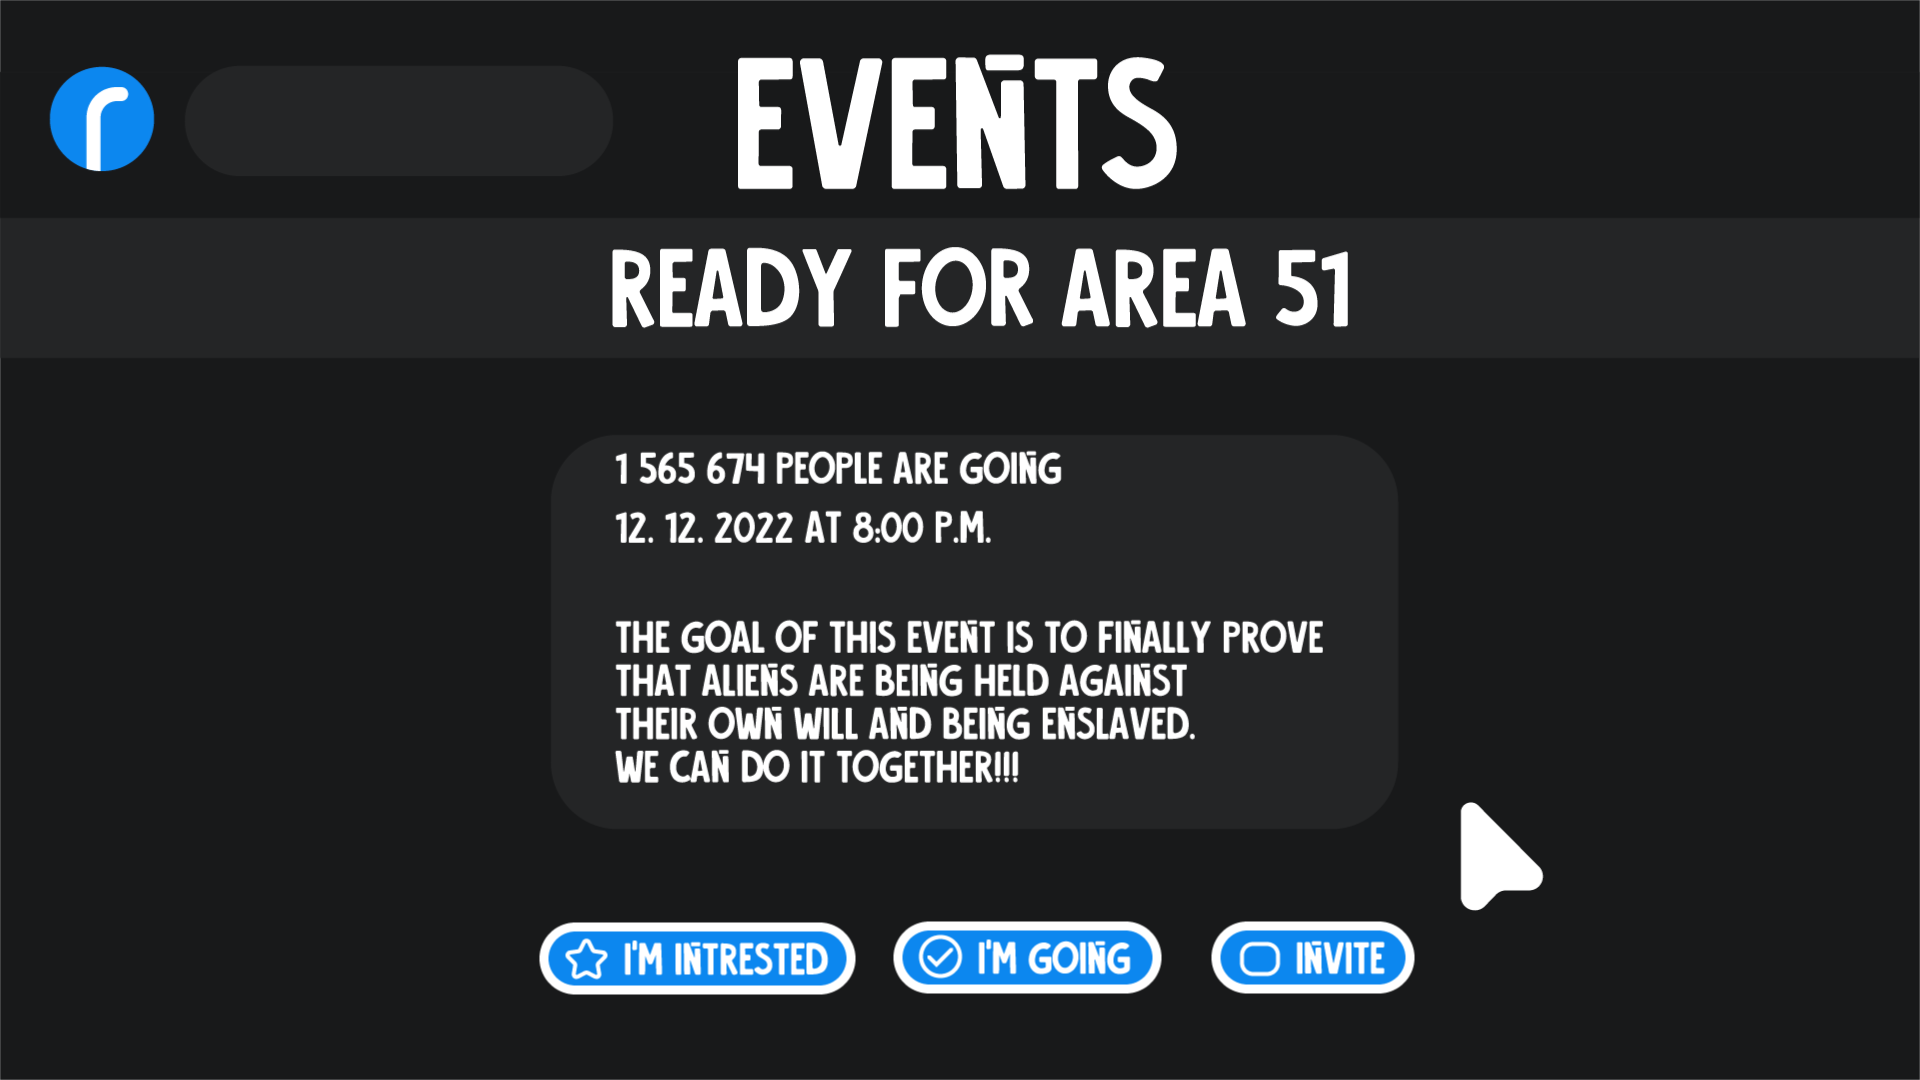 r
EVENTS
READY FOR AREA 51
1 565 674 PEOPLE ARE GOING
12. 12. 2022 AT 8:00 P.M.
THE GOAL OF THIS EVENT IS TO FINALLY PROVE
THAT ALIENS ARE BEING HELD AGAINST
THEIR OWN WILL AND BEING ENSLAVED.
WE CAN DO IT TOGETHER!!!
I'M INTRESTED
I'M GOING
INVITE